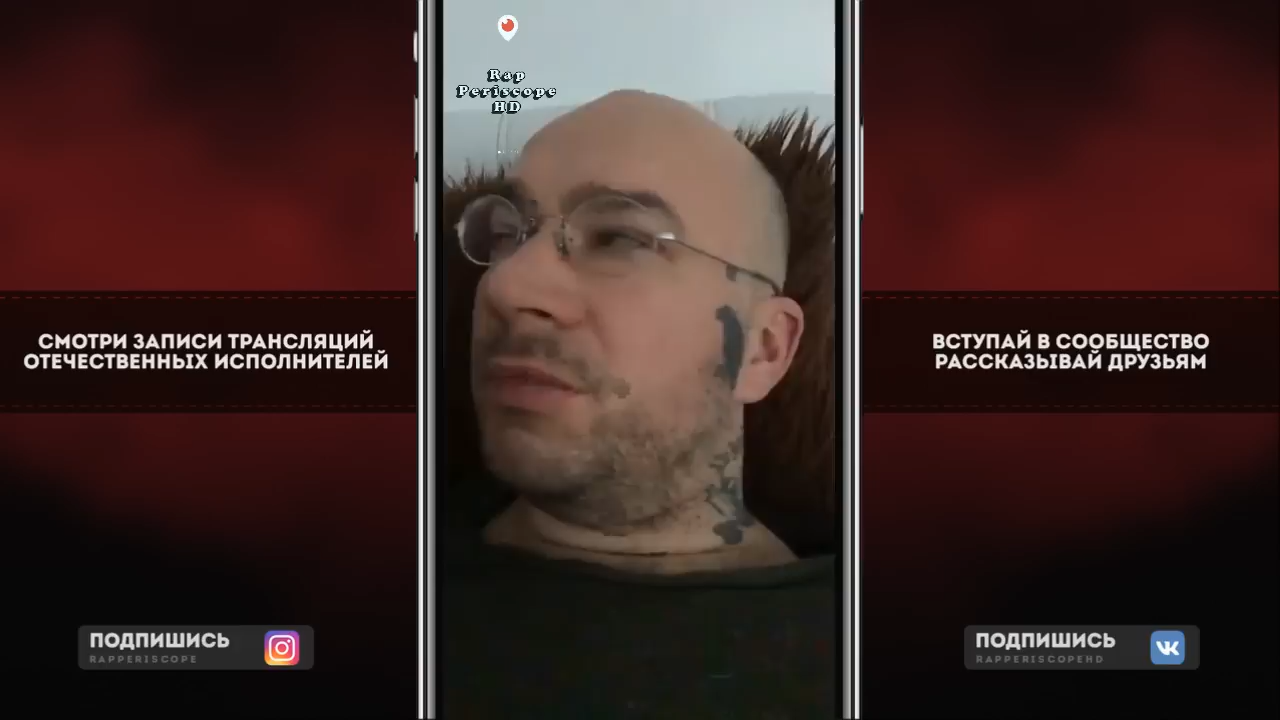 Rap
Periscope
HD
СМОТРИ ЗАПИСИ ТРАНСЛЯЦИЙ
ОТЕЧЕСТВЕННЫХ ИСПОЛНИТЕЛЕЙ
ВСТУПАЙ В СООБЩЕСТВО
РАССКАЗЫВАЙ ДРУЗЬЯМ
ПОДПИШИСЬ
RAPPERISCOPE
ПОДПИШИСЬ
RAPPERISCOPEHD